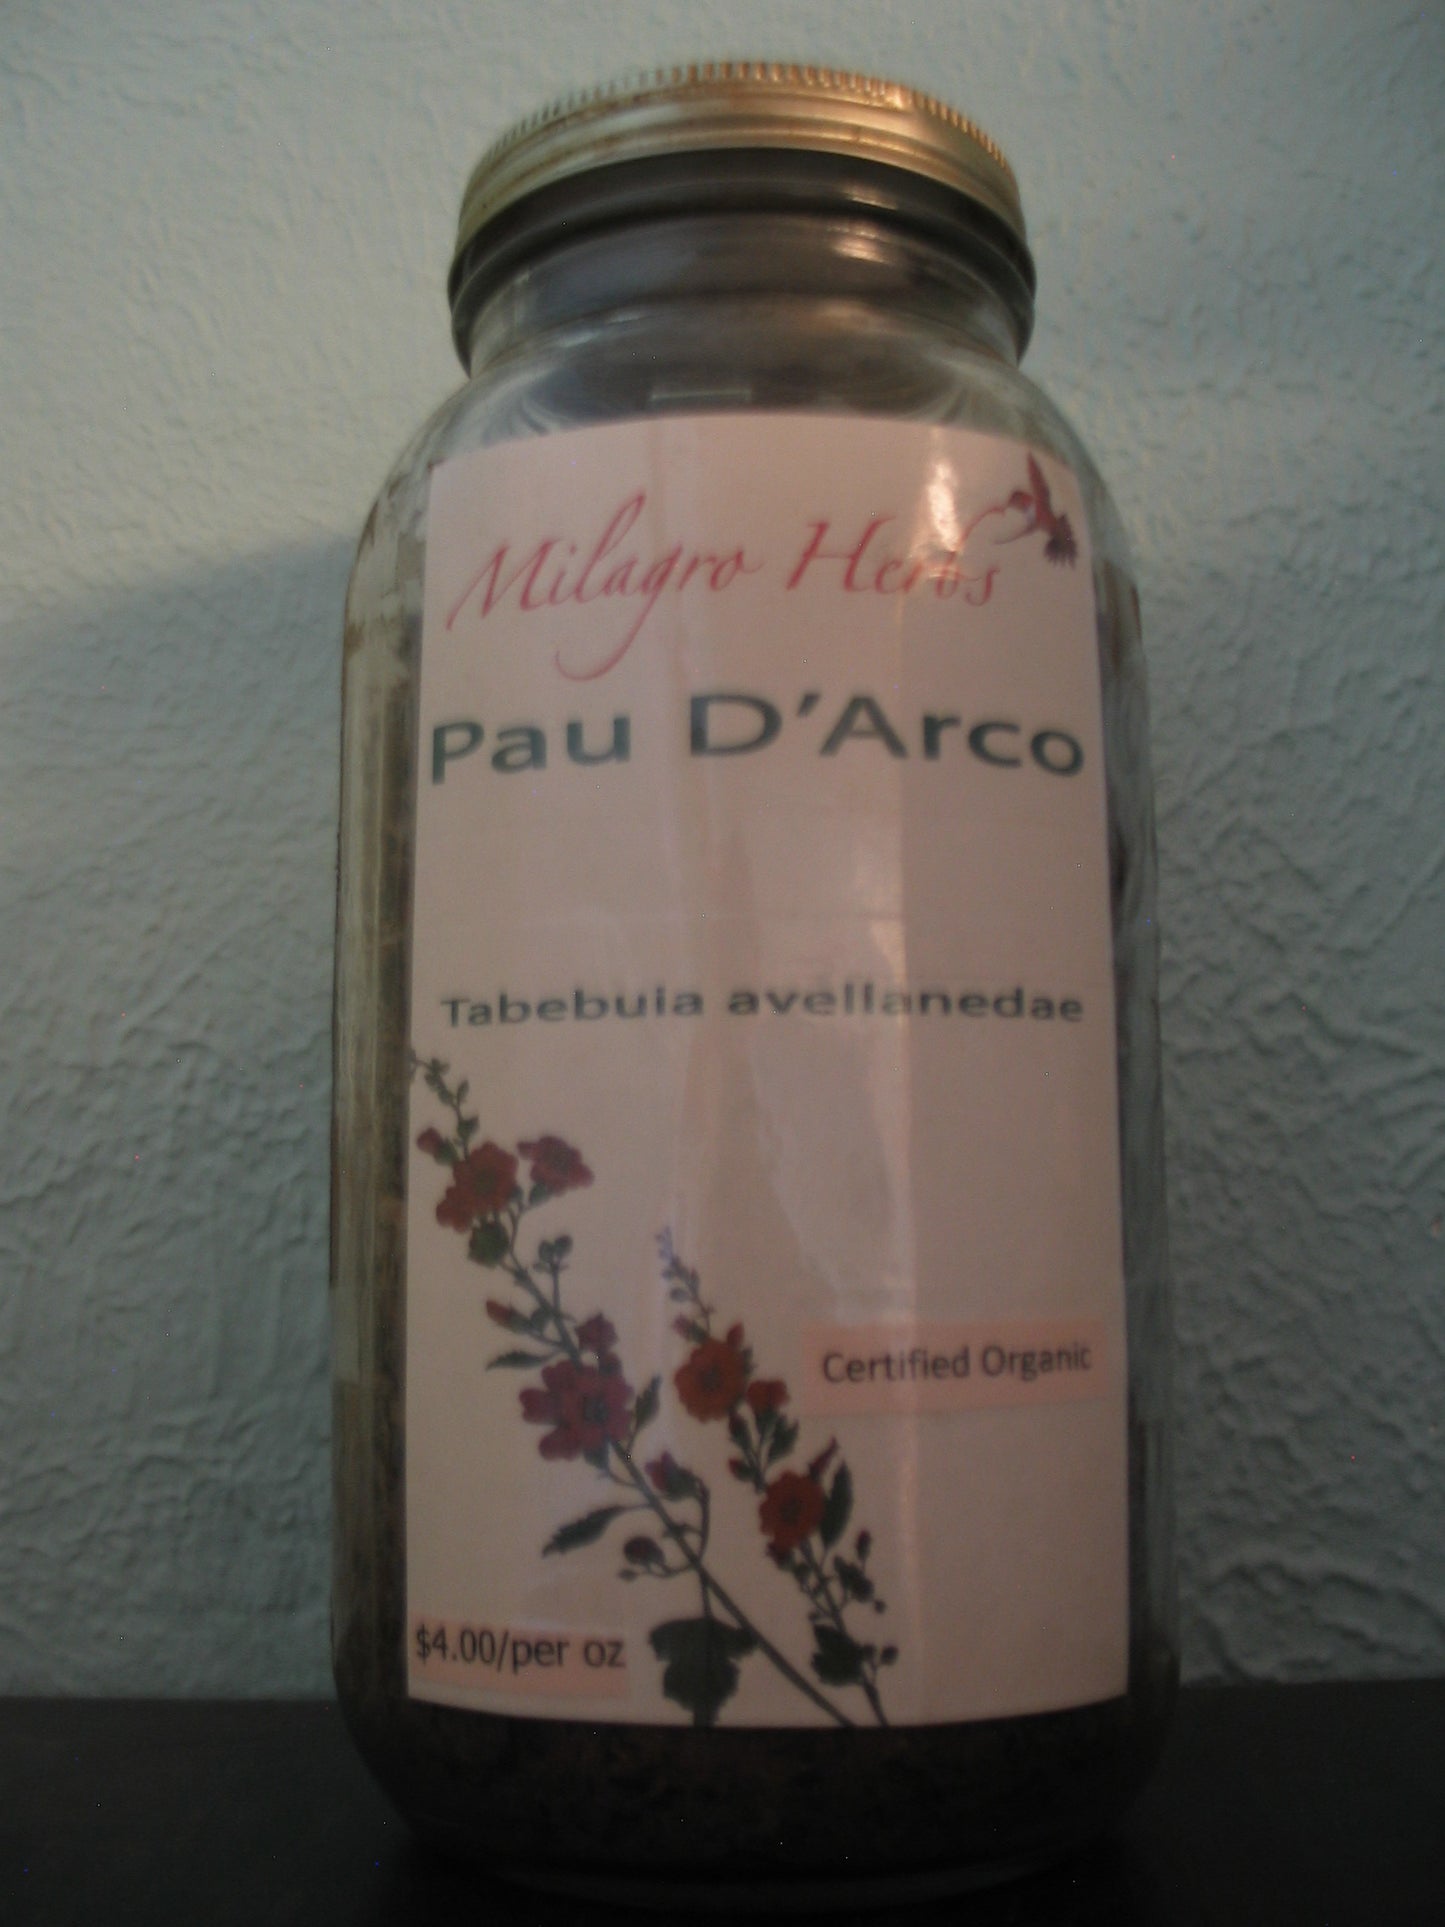 Milagro Herbs
Pau D'Arco
Tabebuia avellanedae
Certified Organic
$4.00/per oz